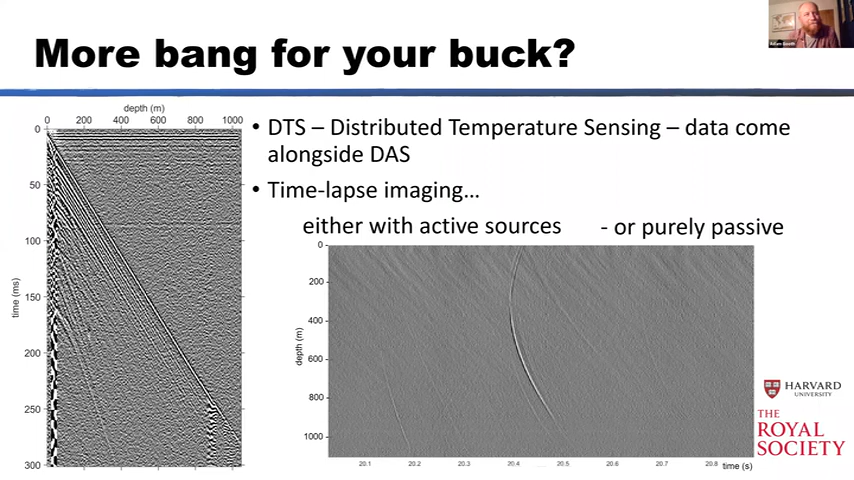 More bang for your buck?
Adam Booth
depth (m)
0 200 400 600 800 1000
0
50
100
150
200
250
300
time (ms)
• DTS – Distributed Temperature Sensing – data come
alongside DAS
• Time-lapse imaging…
either with active sources - or purely passive
0
200
400
600
800
1000
depth (m)
20.1 20.2 20.3 20.4 20.5 20.6 20.7 20.8 time (s)
HARVARD
UNIVERSITY
THE
ROYAL
SOCIETY